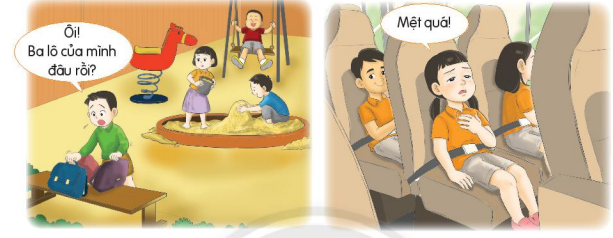 Ôi!
Ba lô của mình
đâu rồi?
Mệt quá!